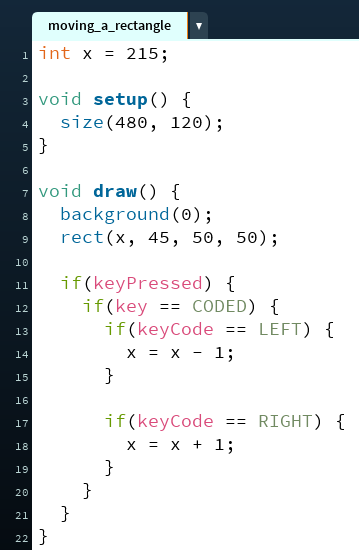 moving_a_rectangle ▼
1 int x = 215;
2
3 void setup() {
4   size(480, 120);
5 }
6
7 void draw() {
8   background(0);
9   rect(x, 45, 50, 50);
10
11   if(keyPressed) {
12     if(key == CODED) {
13       if(keyCode == LEFT) {
14         x = x - 1;
15       }
16
17       if(keyCode == RIGHT) {
18         x = x + 1;
19       }
20     }
21   }
22 }